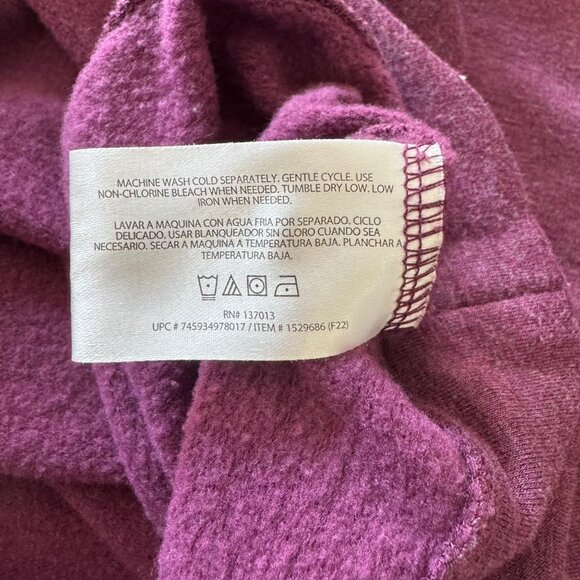 MACHINE WASH COLD SEPARATELY. GENTLE CYCLE. USE
NON-CHLORINE BLEACH WHEN NEEDED. TUMBLE DRY LOW. LOW
IRON WHEN NEEDED.
LAVAR A MAQUINA CON AGUA FRIA POR SEPARADO. CICLO
DELICADO. USAR BLANQUEADOR SIN CLORO CUANDO SEA
NECESARIO. SECAR A MAQUINA A TEMPERATURA BAJA. PLANCHAR A
TEMPERATURA BAJA.
RN# 137013
UPC # 745934978017 / ITEM # 1529686 (F22)